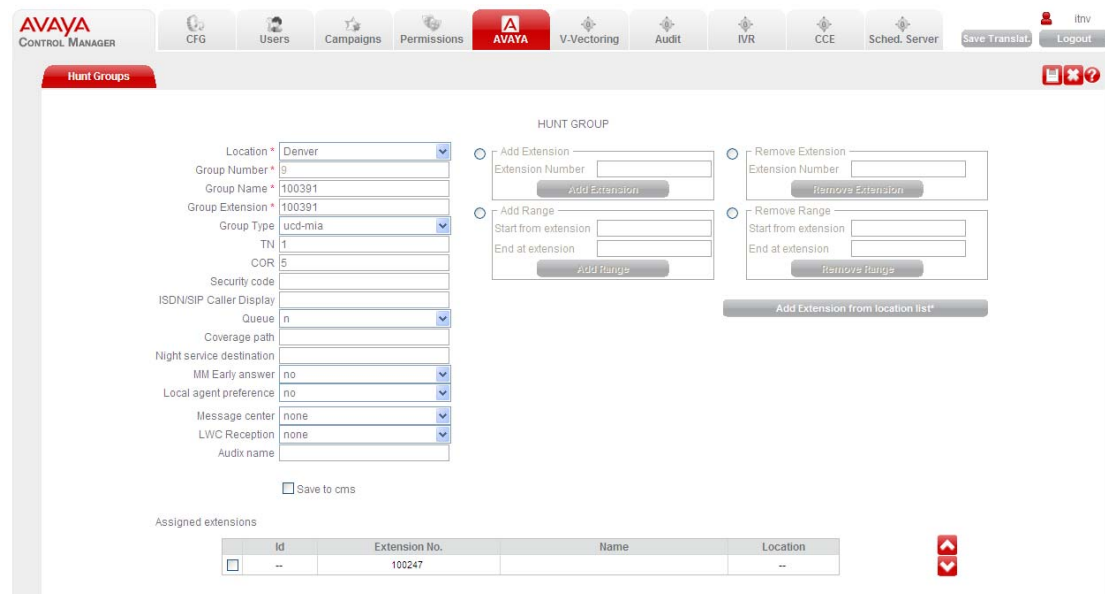 AVAYA
CONTROL MANAGER
CFG
Users
Campaigns
Permissions
A
AVAYA
V-Vectoring
Audit
IVR
CCE
Sched. Server
itnv
Save Translat.
Logout
Hunt Groups
HUNT GROUP
Location * Denver
Group Number * 9
Group Name * 100391
Group Extension * 100391
Group Type ucd-mia
TN 1
COR 5
Security code
ISDN/SIP Caller Display
Queue n
Coverage path
Night service destination
MM Early answer no
Local agent preference no
Message center none
LWC Reception none
Audix name
Save to cms
Add Extension
Extension Number
Add Extension
Add Range
Start from extension
End at extension
Add Range
Remove Extension
Extension Number
Remove Extension
Remove Range
Start from extension
End at extension
Remove Range
Add Extension from location list*
Assigned extensions
Id Extension No. Name Location
-- 100247 --